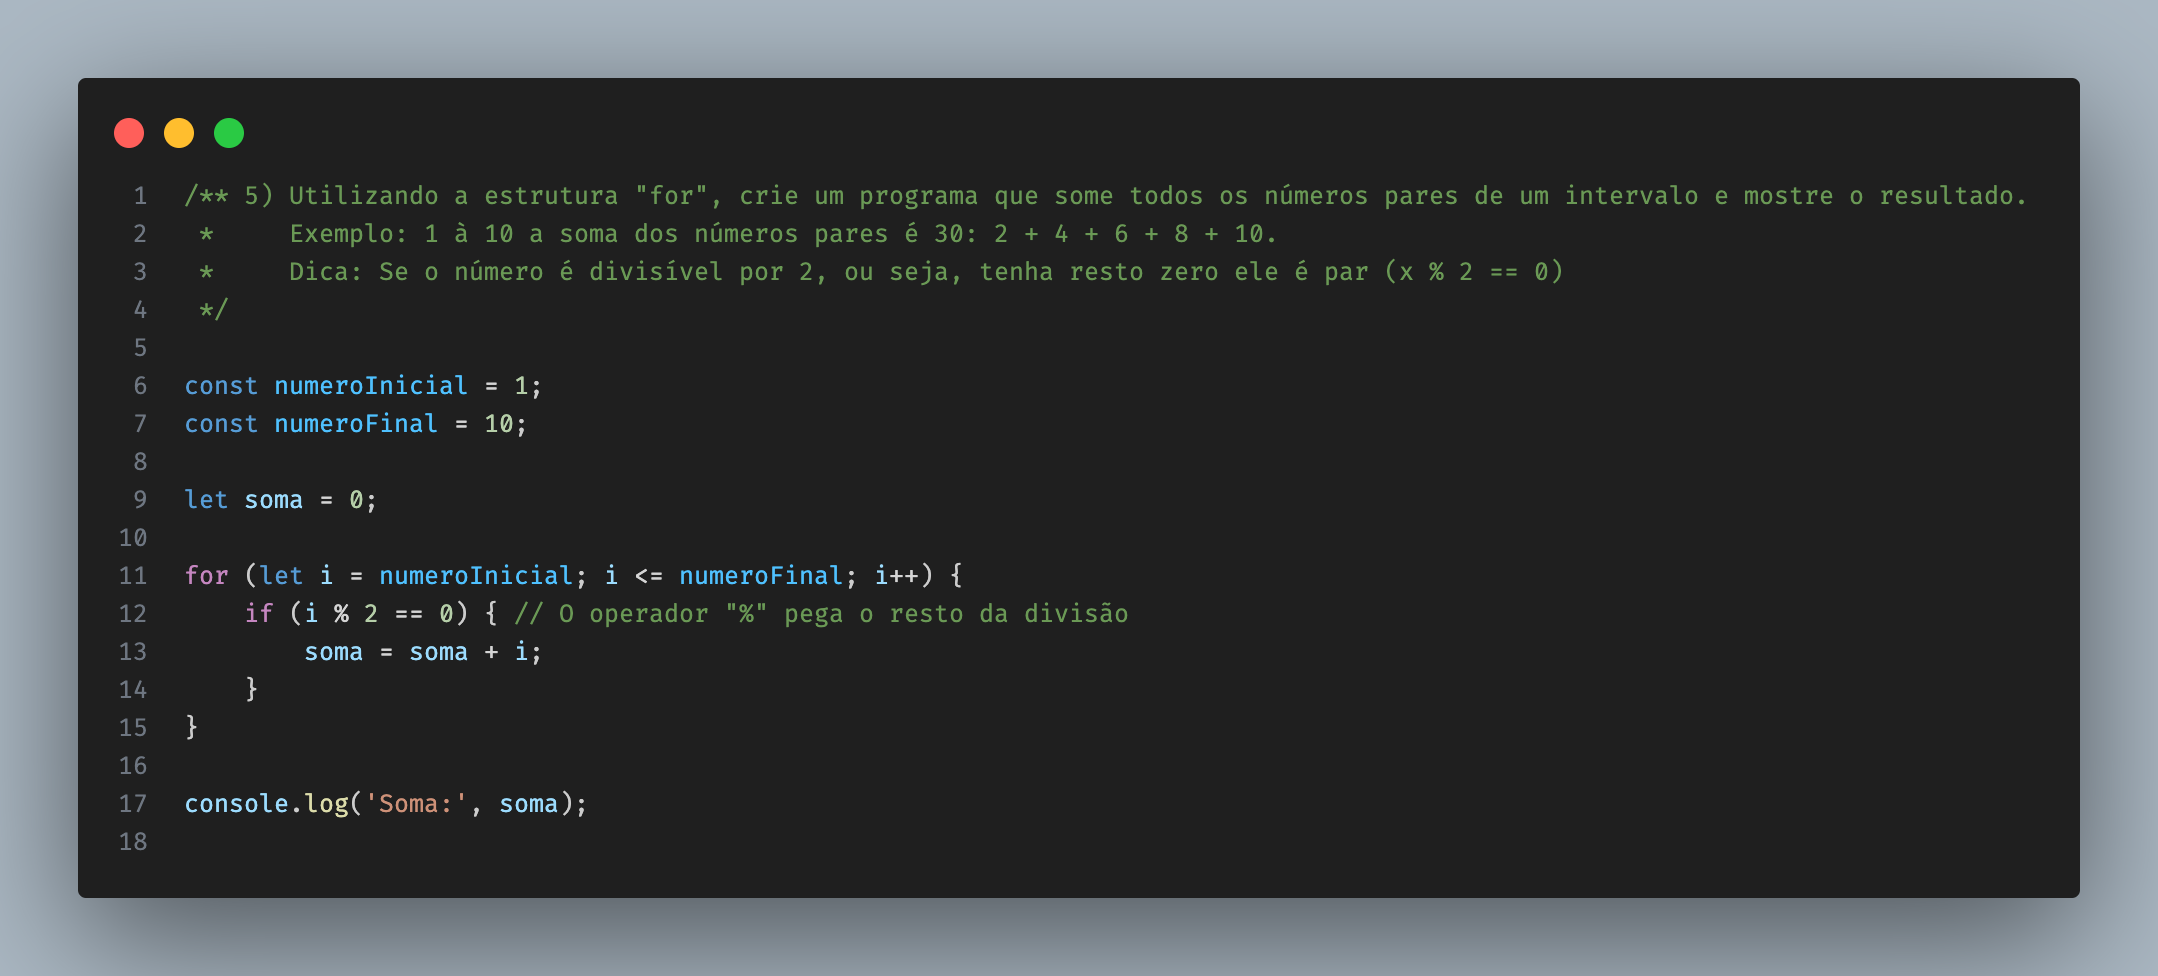 1 /** 5) Utilizando a estrutura "for", crie um programa que some todos os números pares de um intervalo e mostre o resultado.
2  *     Exemplo: 1 à 10 a soma dos números pares é 30: 2 + 4 + 6 + 8 + 10.
3  *     Dica: Se o número é divisível por 2, ou seja, tenha resto zero ele é par (x % 2 == 0)
4  */
5
6 const numeroInicial = 1;
7 const numeroFinal = 10;
8
9 let soma = 0;
10
11 for (let i = numeroInicial; i <= numeroFinal; i++) {
12     if (i % 2 == 0) { // O operador "%" pega o resto da divisão
13         soma = soma + i;
14     }
15 }
16
17 console.log('Soma:', soma);
18